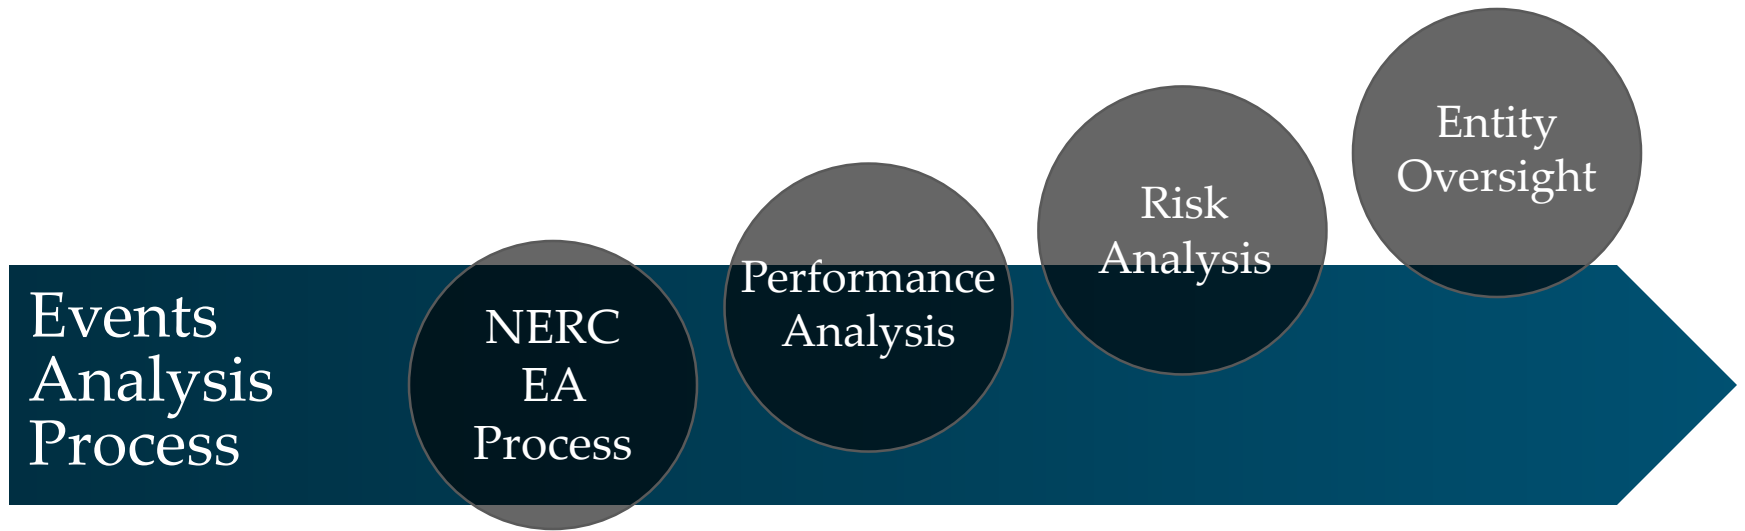 Events
Analysis
Process
NERC
EA
Process
Performance
Analysis
Risk
Analysis
Entity
Oversight